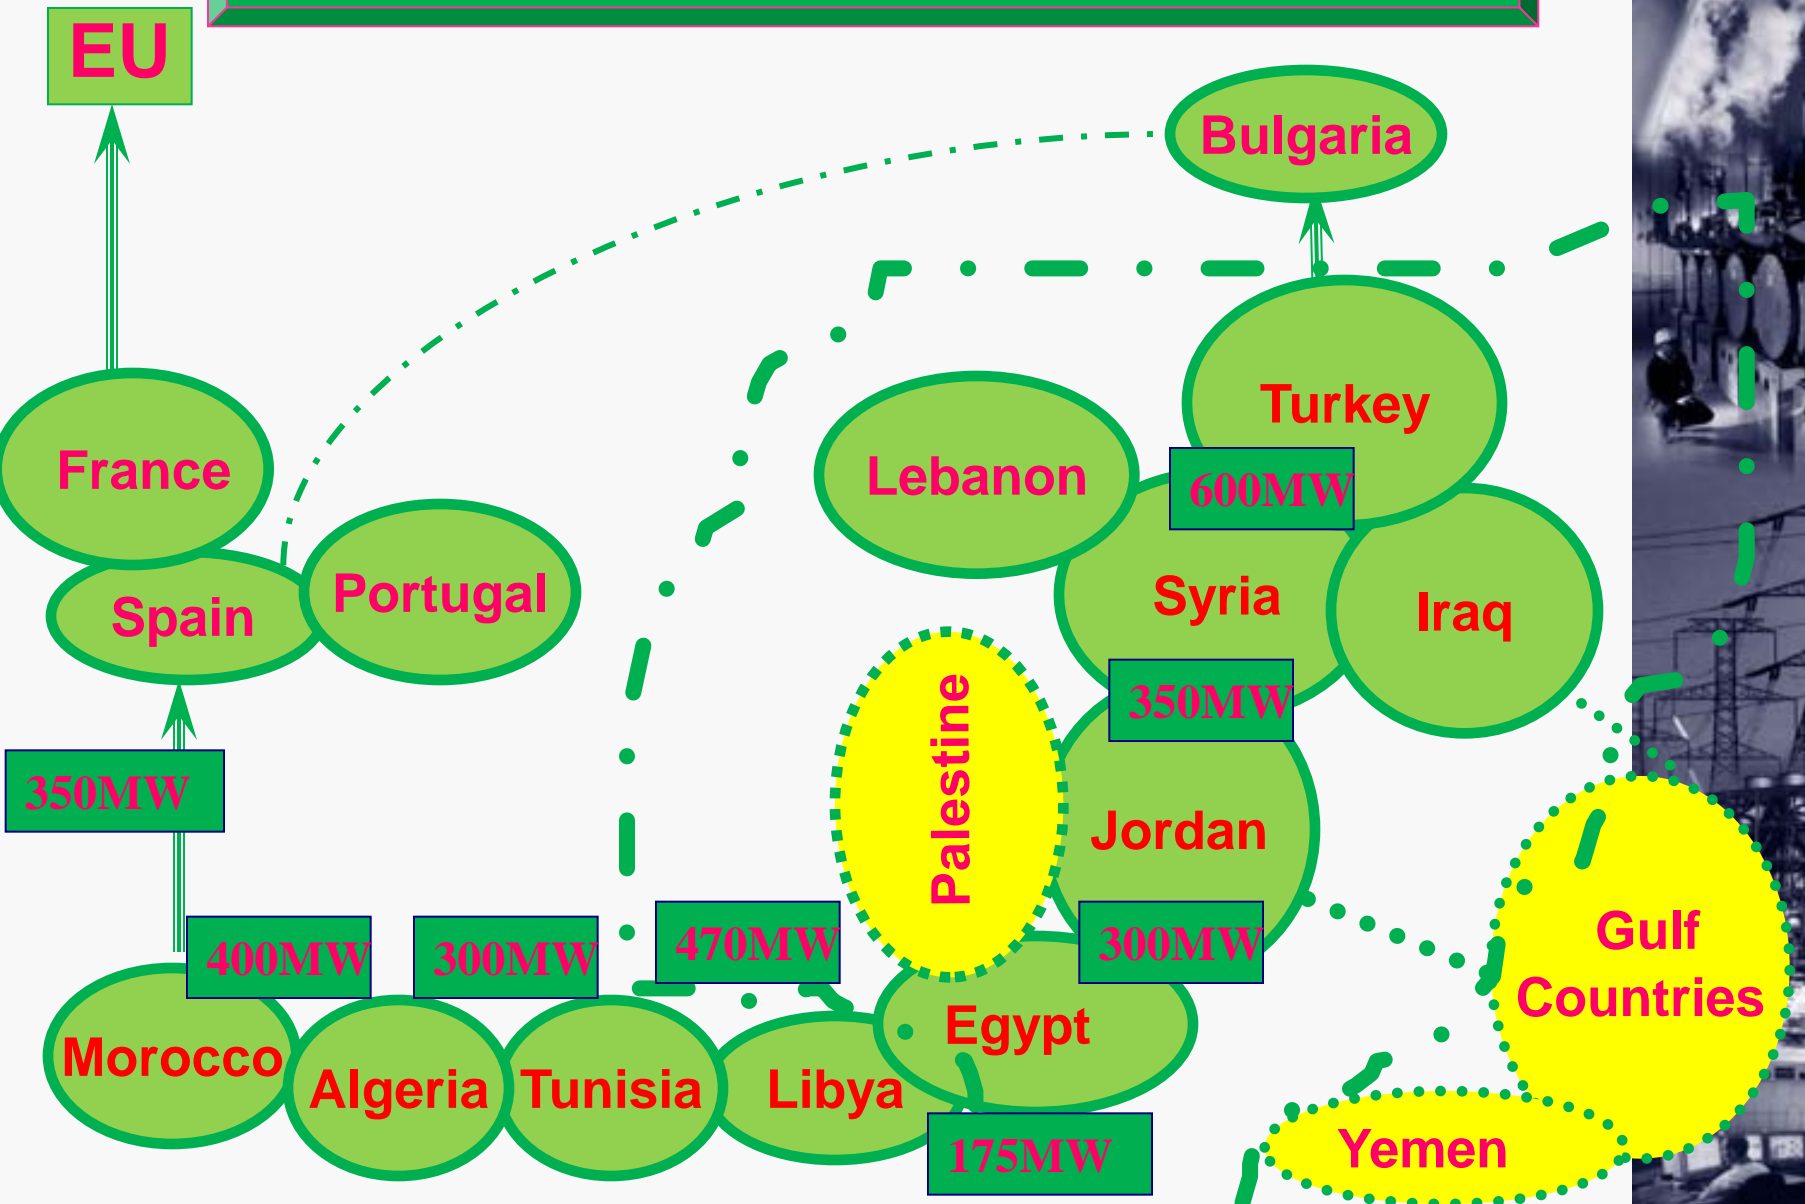 EU
Bulgaria
Turkey
France
Lebanon
600MW
Portugal
Spain
Syria
Iraq
350MW
Palestine
350MW
Jordan
Gulf
Countries
400MW
300MW
470MW
300MW
Egypt
Morocco
Algeria
Tunisia
Libya
175MW
Yemen